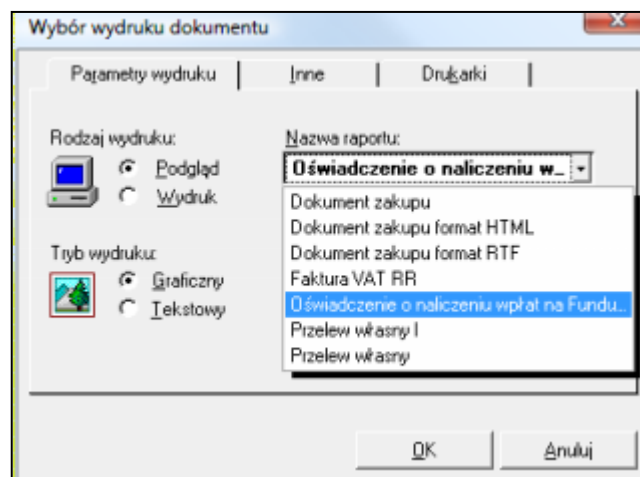 Wybór wydruku dokumentu
Parametry wydruku Inne Drukarki
Rodzaj wydruku:
Podgląd
Wydruk
Tryb wydruku:
Graficzny
Tekstowy
Nazwa raportu:
Oświadczenie o naliczeniu w...
Dokument zakupu
Dokument zakupu format HTML
Dokument zakupu format RTF
Faktura VAT RR
Oświadczenie o naliczeniu wpłat na Fundu...
Przelew własny I
Przelew własny
OK Anuluj